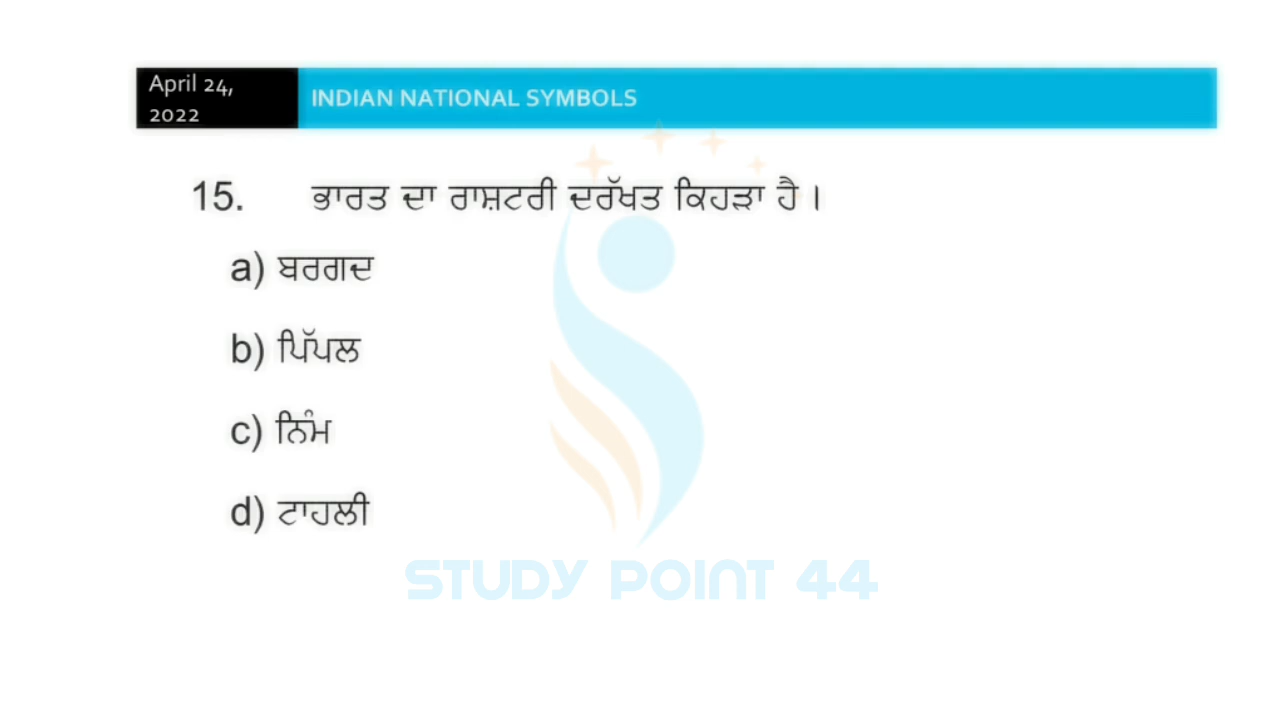 April 24,
2022
INDIAN NATIONAL SYMBOLS
15. ਭਾਰਤ ਦਾ ਰਾਸ਼ਟਰੀ ਦਰੱਖਤ ਕਿਹੜਾ ਹੈ ।
a) ਬਰਗਦ
b) ਪਿੱਪਲ
c) ਨਿੰਮ
d) ਟਾਹਲੀ
STUDY POINT 44